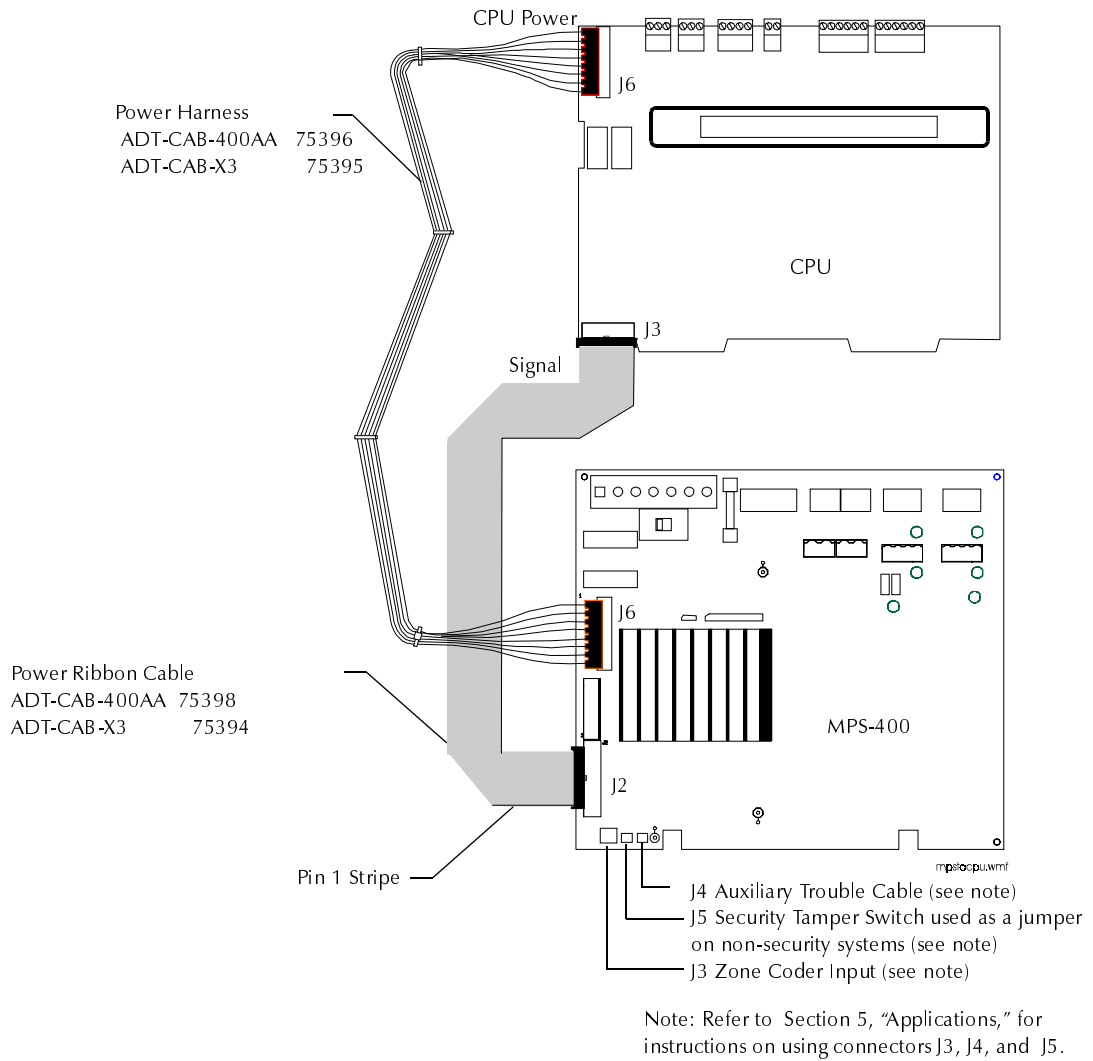 CPU Power
J6
Power Harness
ADT-CAB-400AA 75396
ADT-CAB-X3 75395
CPU
J3
Signal
1
J6
Power Ribbon Cable
ADT-CAB-400AA 75398
ADT-CAB-X3 75394
MPS-400
J2
mpstocpu.wmf
Pin 1 Stripe
J4 Auxiliary Trouble Cable (see note)
J5 Security Tamper Switch used as a jumper
on non-security systems (see note)
J3 Zone Coder Input (see note)
Note: Refer to Section 5, “Applications,” for
instructions on using connectors J3, J4, and J5.